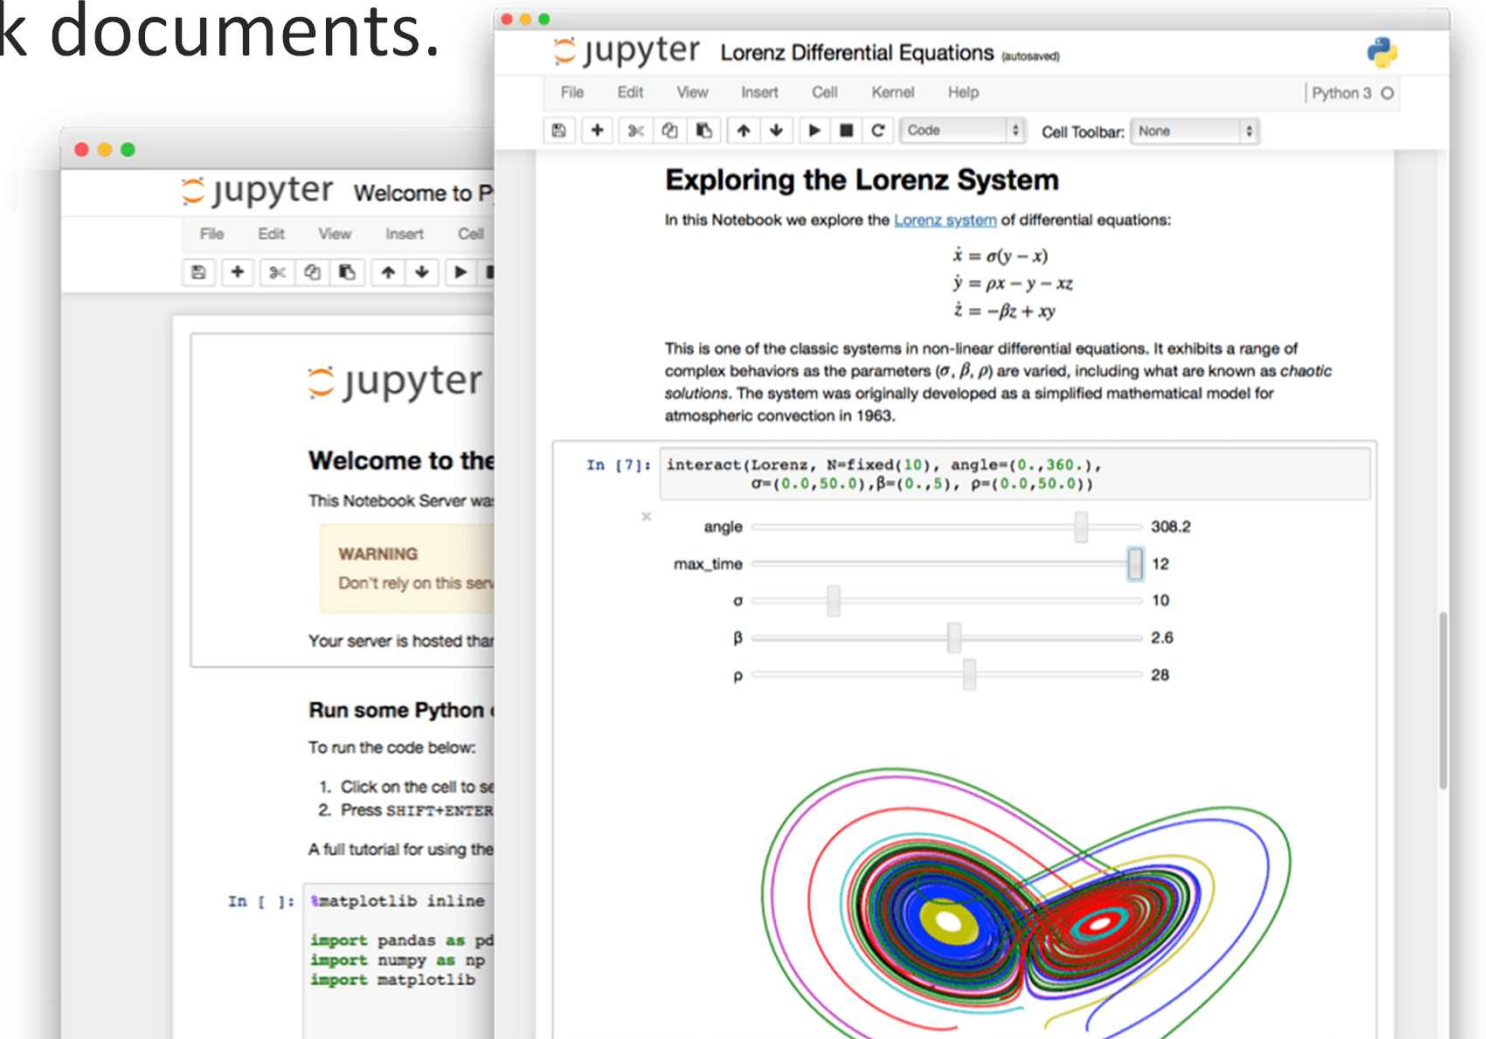 k documents.
jupyter Lorenz Differential Equations (autosaved)
File Edit View Insert Cell Kernel Help Python 3
Code Cell Toolbar: None
Exploring the Lorenz System
In this Notebook we explore the Lorenz system of differential equations:
ẋ = σ(y − x)
ẏ = ρx − y − xz
ż = −βz + xy
This is one of the classic systems in non-linear differential equations. It exhibits a range of
complex behaviors as the parameters (σ, β, ρ) are varied, including what are known as chaotic
solutions. The system was originally developed as a simplified mathematical model for
atmospheric convection in 1963.
In [7]: interact(Lorenz, N=fixed(10), angle=(0.,360.),
σ=(0.0,50.0),β=(0.,5), ρ=(0.0,50.0))
angle 308.2
max_time 12
σ 10
β 2.6
ρ 28
jupyter Welcome to P
File Edit View Insert Cell
jupyter
Welcome to the
This Notebook Server was
WARNING
Don't rely on this serv
Your server is hosted than
Run some Python
To run the code below:
1. Click on the cell to se
2. Press SHIFT+ENTER
A full tutorial for using the
In [ ]: %matplotlib inline
import pandas as pd
import numpy as np
import matplotlib